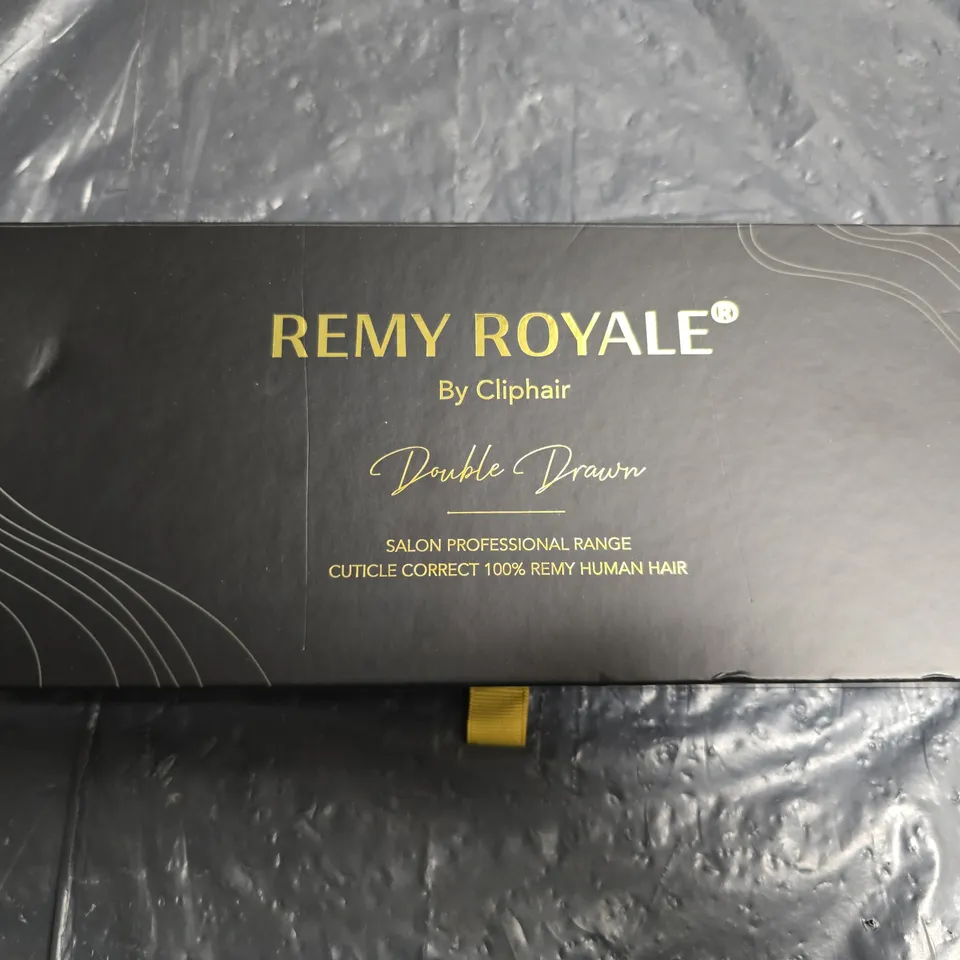 REMY ROYALE®
By Cliphair
Double Drawn
SALON PROFESSIONAL RANGE
CUTICLE CORRECT 100% REMY HUMAN HAIR